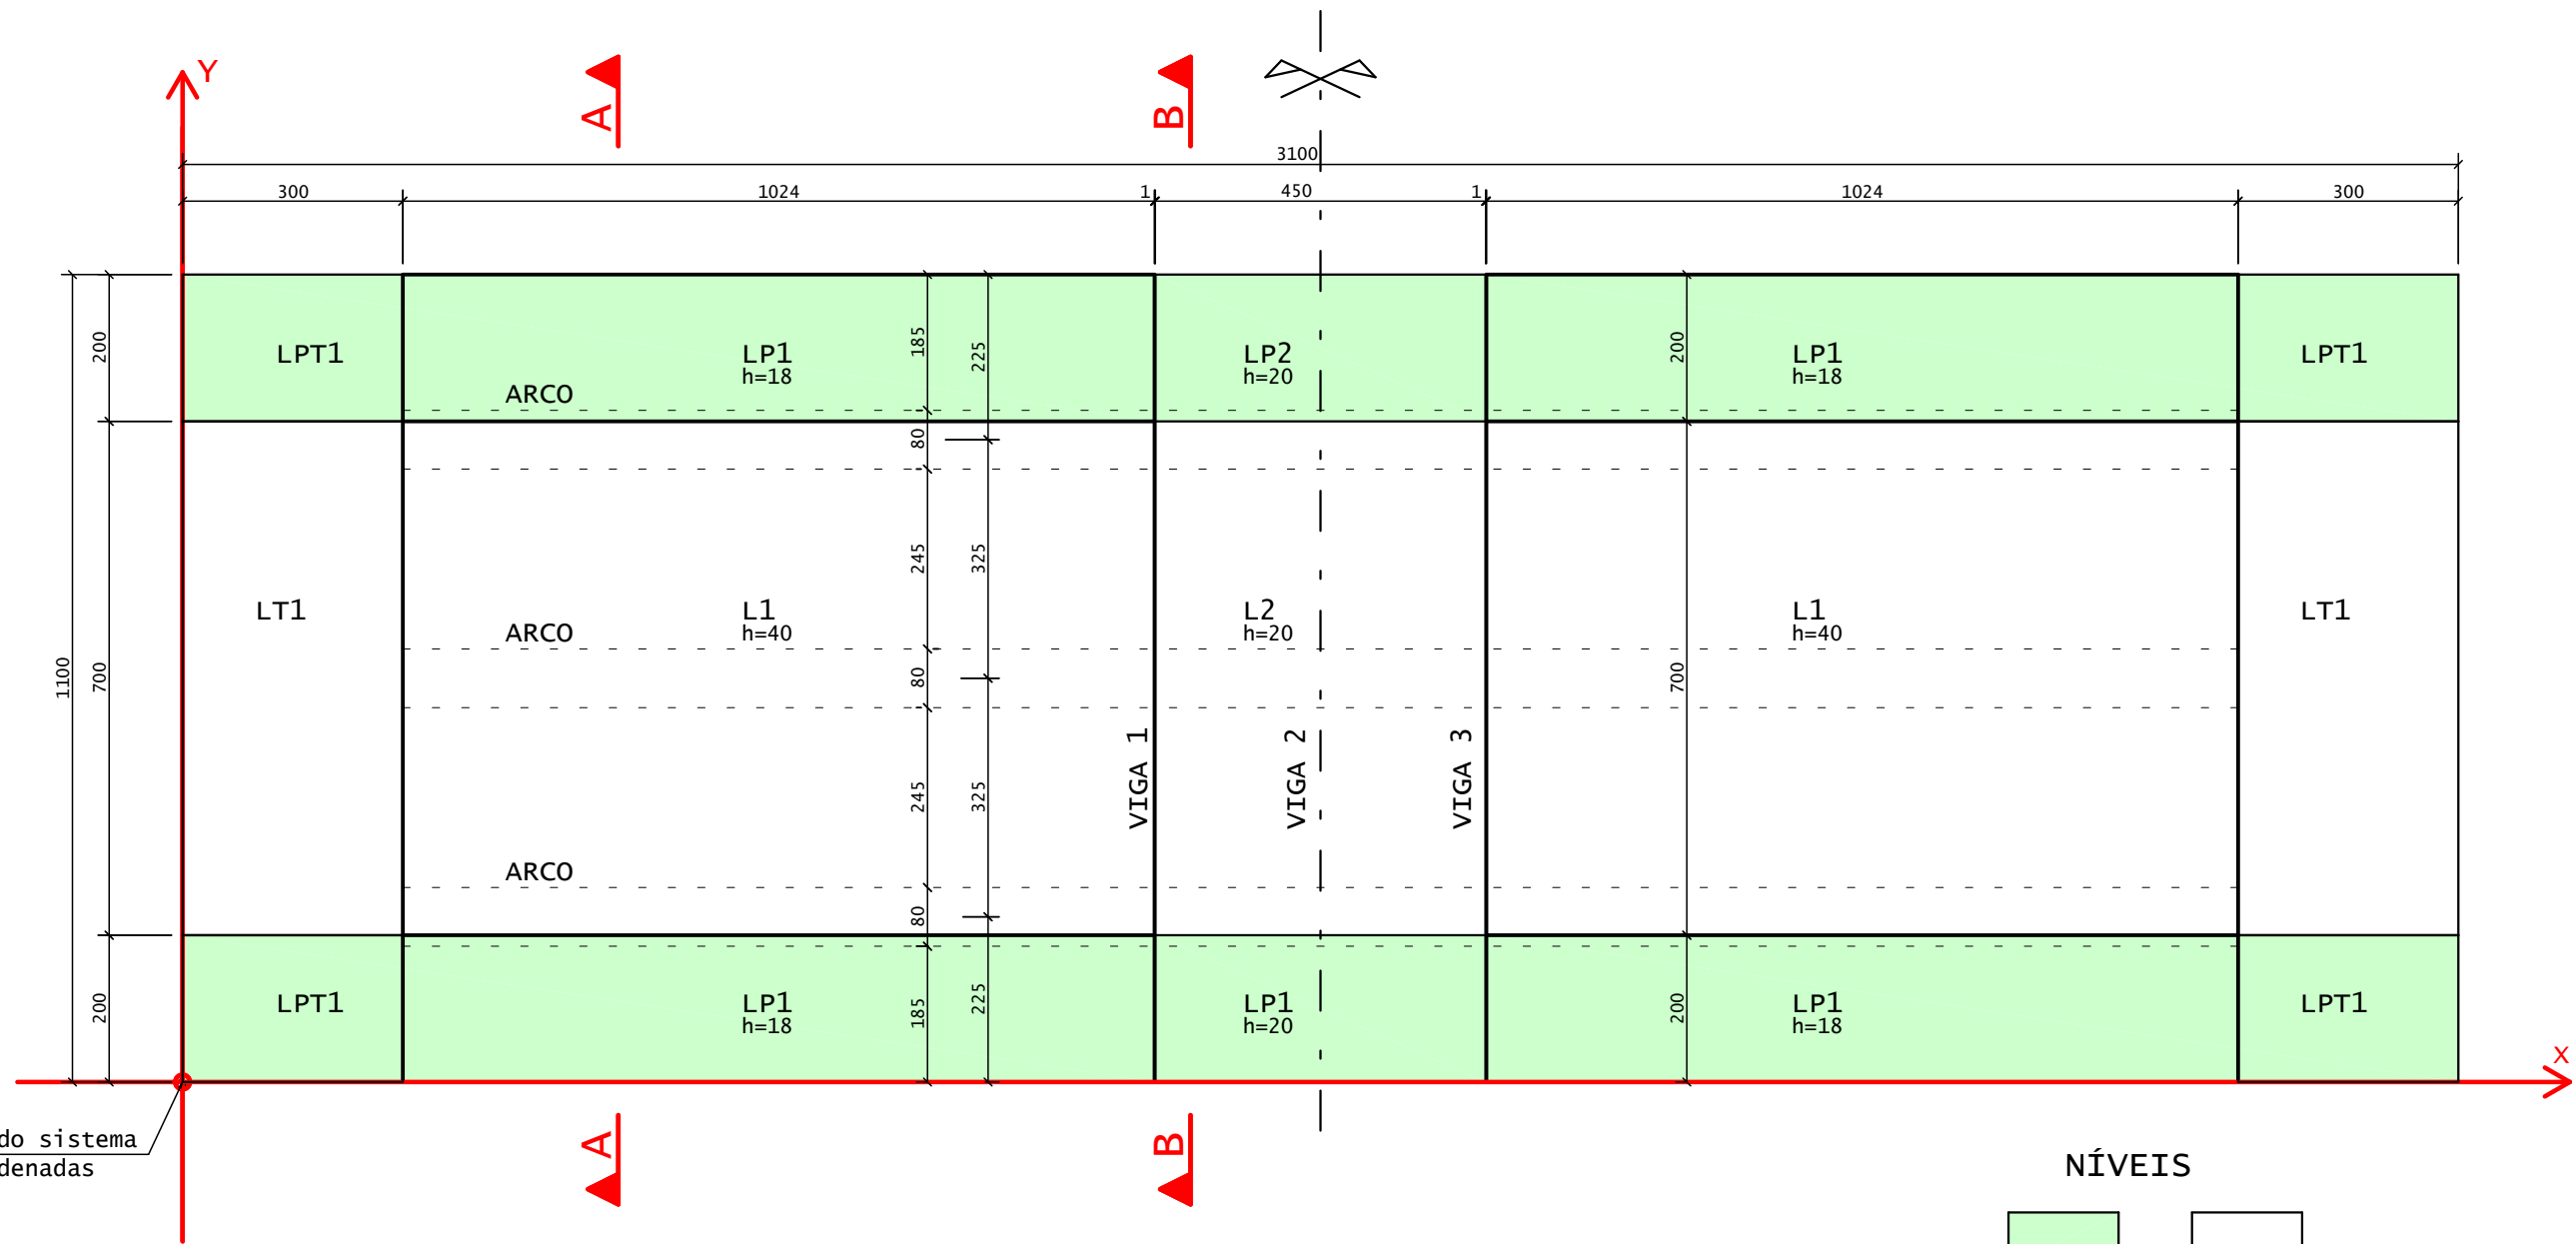 Y
A
B
3100
300
1024
1
450
1
1024
300
LPT1
LP1
h=18
LP2
h=20
LP1
h=18
LPT1
200
185
225
200
ARCO
80
245
325
LT1
L1
h=40
L2
h=20
L1
h=40
LT1
ARCO
1100
700
80
700
VIGA 1
VIGA 2
VIGA 3
245
325
ARCO
80
200
185
225
200
LPT1
LP1
h=18
LP1
h=20
LP1
h=18
LPT1
X
do sistema
denadas
A
B
NÍVEIS